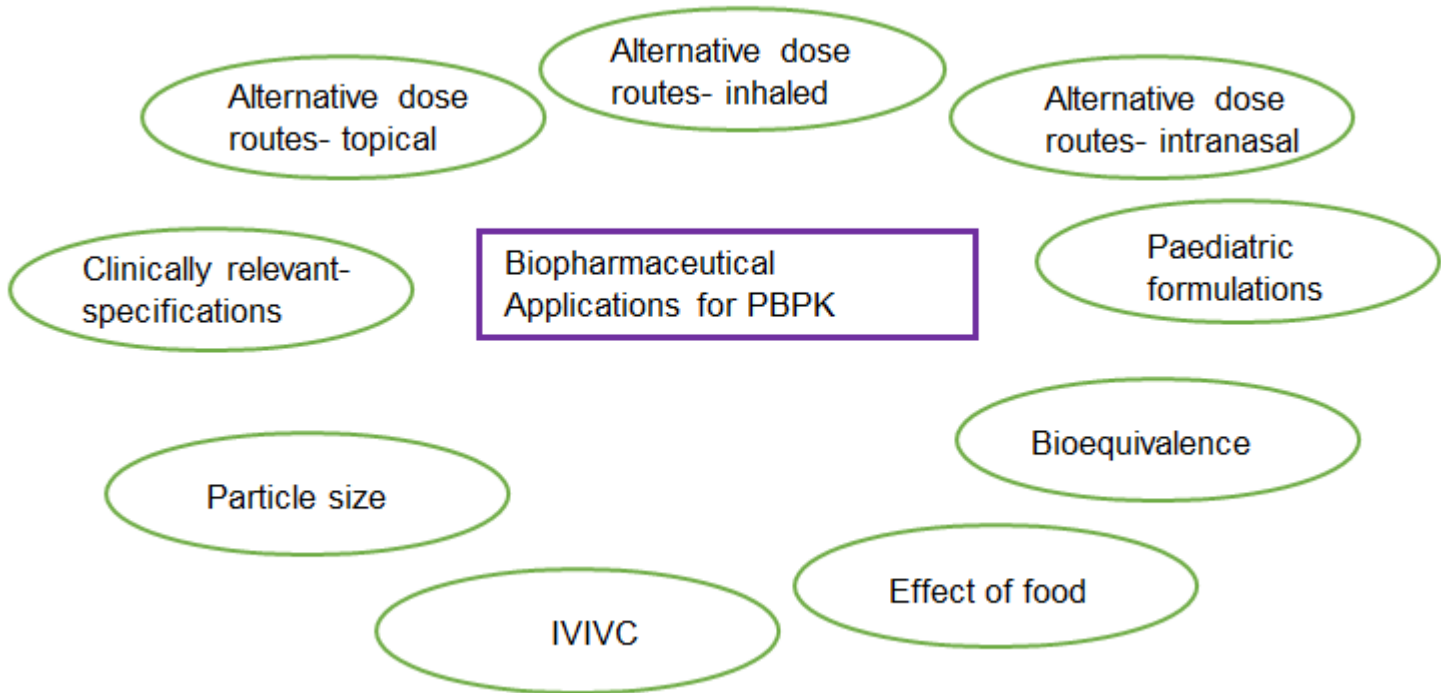 Alternative dose
routes- inhaled
Alternative dose
routes- topical
Alternative dose
routes- intranasal
Clinically relevant-
specifications
Biopharmaceutical
Applications for PBPK
Paediatric
formulations
Bioequivalence
Particle size
Effect of food
IVIVC